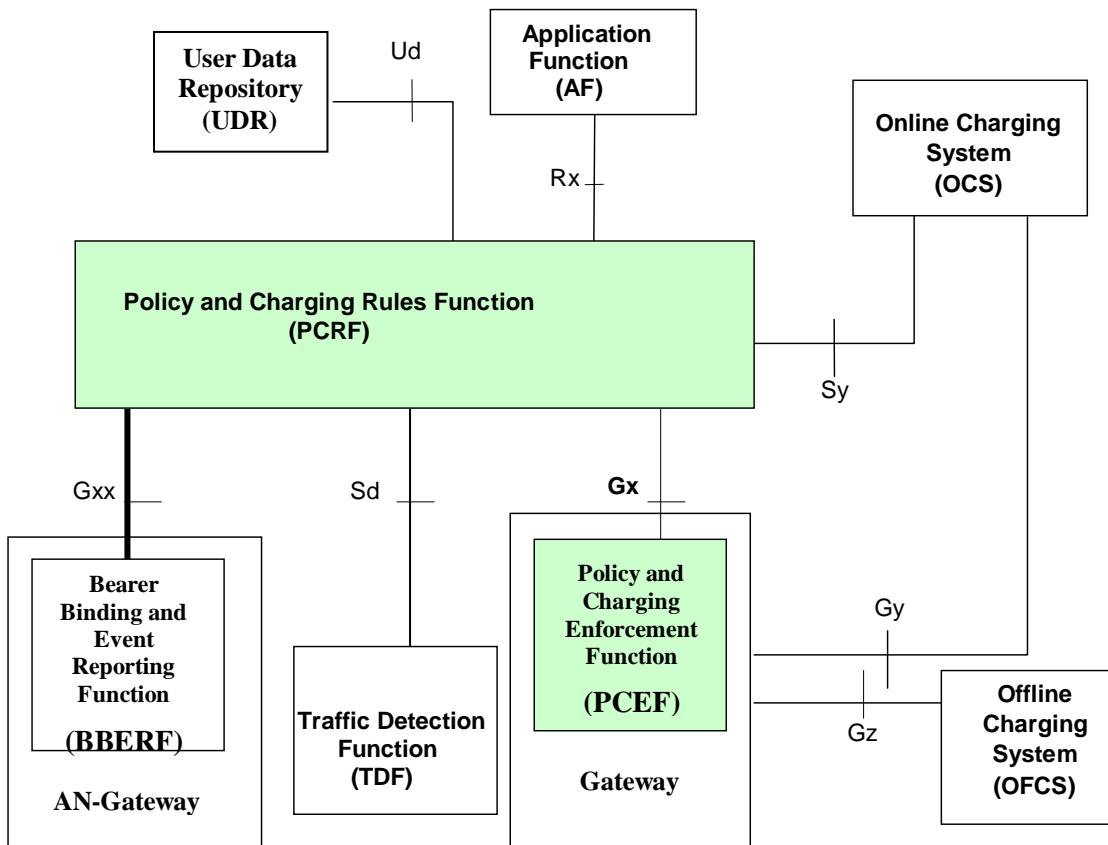 User Data
Repository
(UDR)
Ud
Application
Function
(AF)
Rx
Online Charging
System
(OCS)
Policy and Charging Rules Function
(PCRF)
Sy
Gxx
Sd
Gx
Bearer
Binding and
Event
Reporting
Function
(BBERF)
AN-Gateway
Traffic Detection
Function
(TDF)
Policy and
Charging
Enforcement
Function
(PCEF)
Gateway
Gy
Gz
Offline
Charging
System
(OFCS)